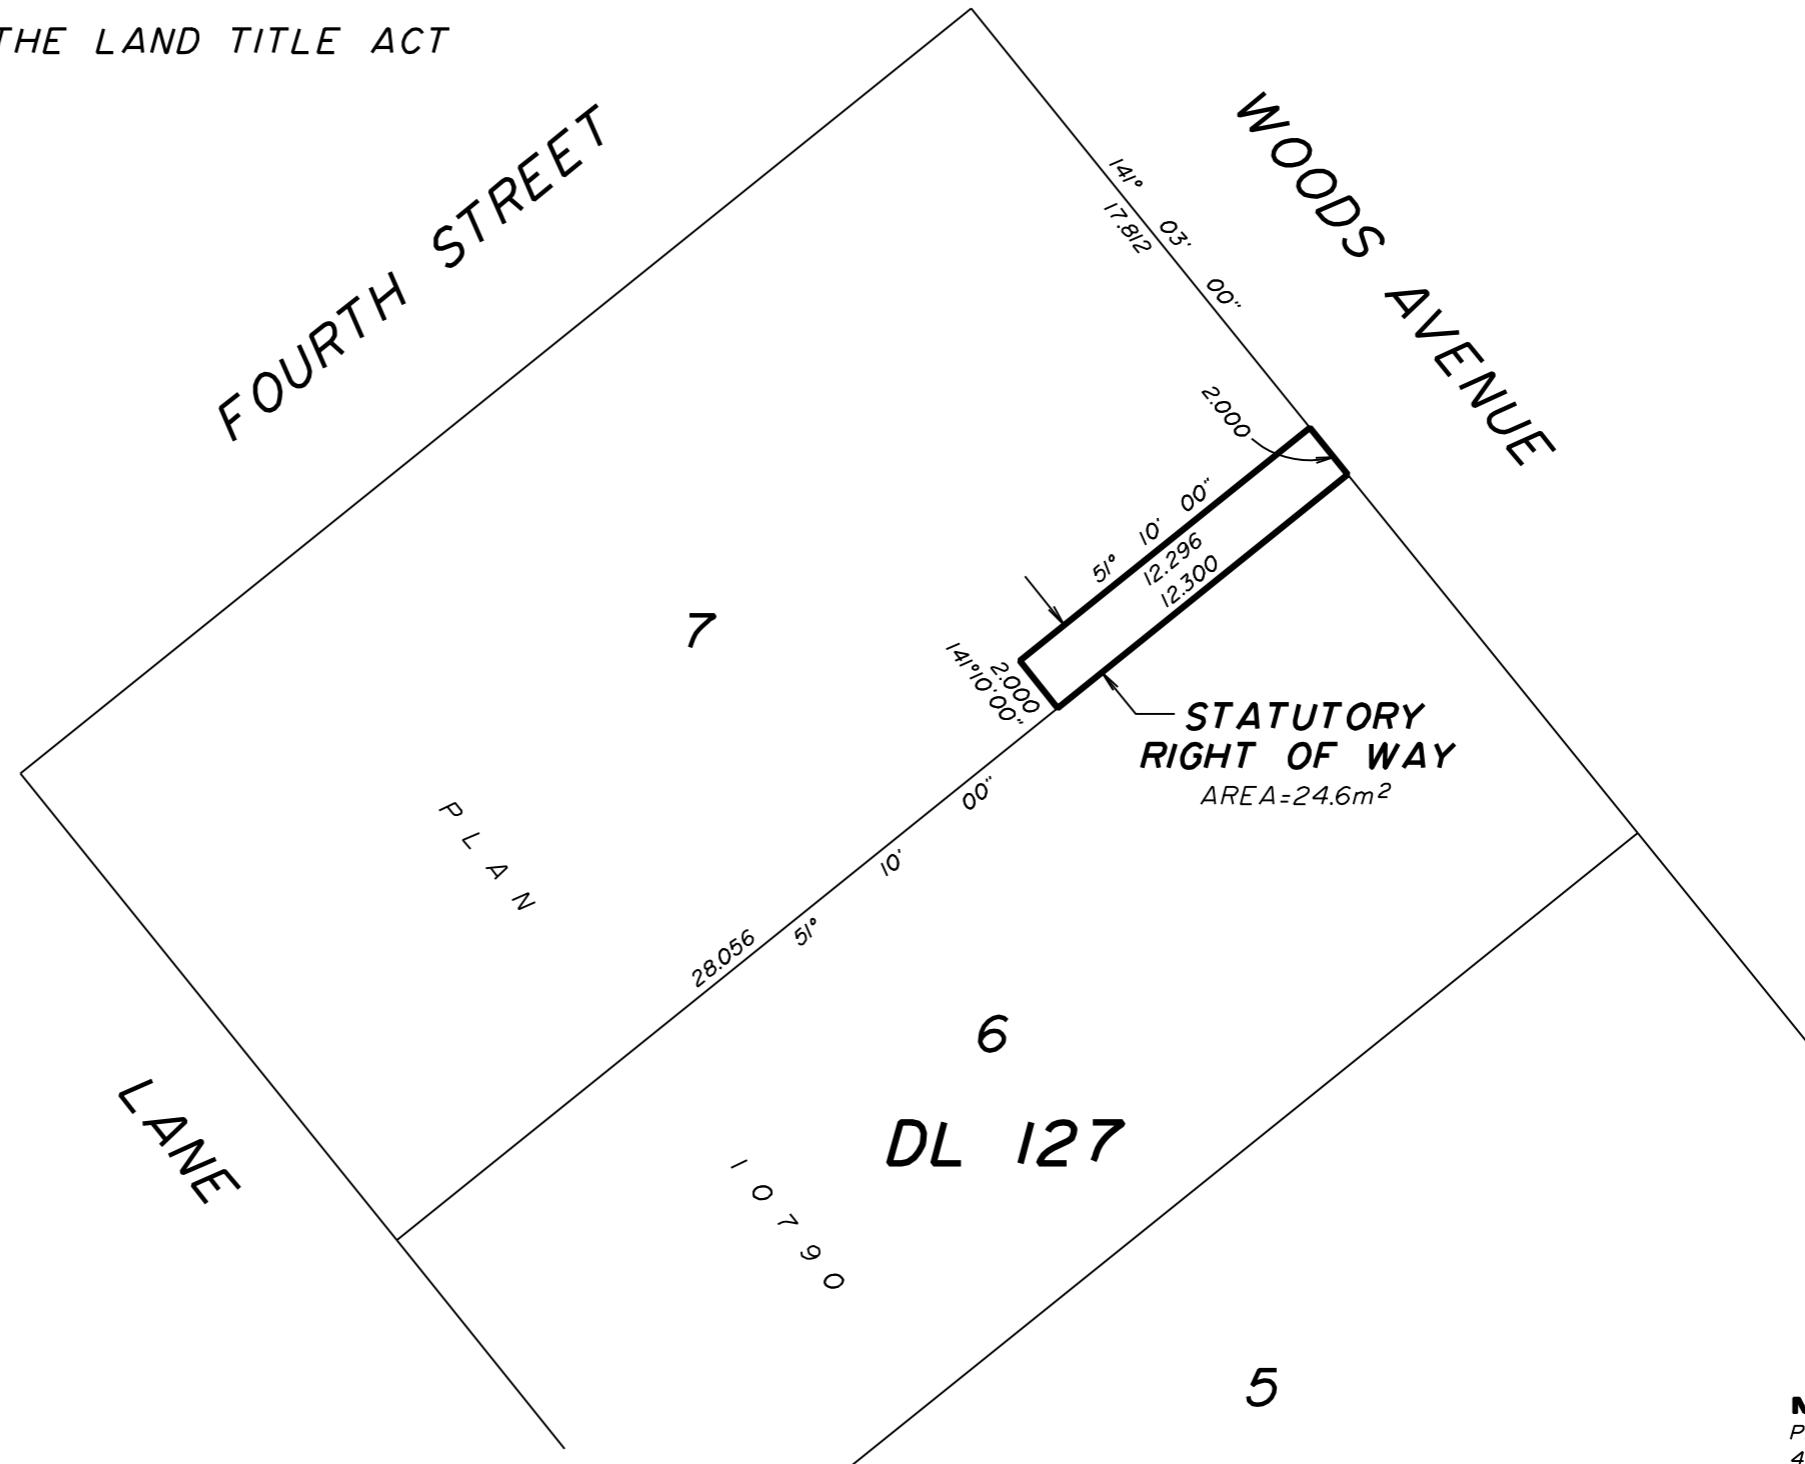 THE LAND TITLE ACT
FOURTH STREET
WOODS AVENUE
141° 03' 00"
17.812
2.000
51° 10' 00"
12.296
12.300
7
2.000
141°10'00"
STATUTORY
RIGHT OF WAY
AREA=24.6m²
28.056
51° 10' 00"
PLAN
6
DL 127
LANE
10790
5
N
P
4